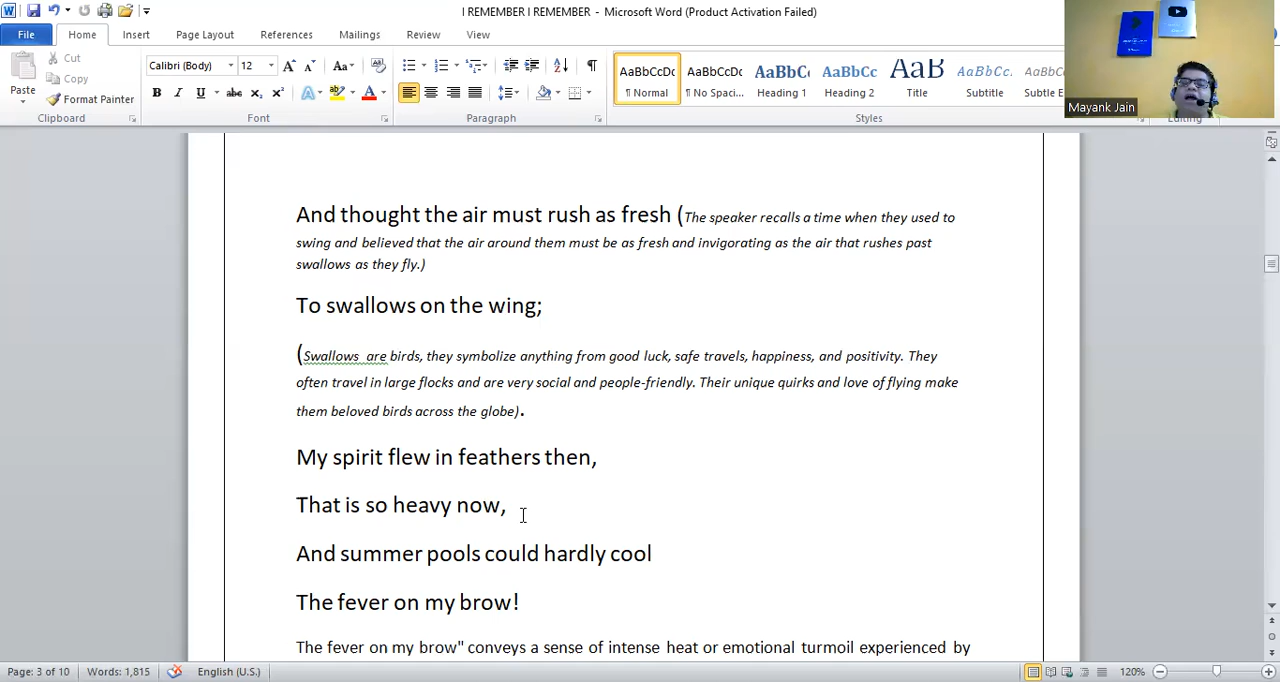 I REMEMBER I REMEMBER - Microsoft Word (Product Activation Failed)
File Home Insert Page Layout References Mailings Review View
Cut
Copy
Paste
Format Painter
Clipboard
Calibri (Body) 12
Font
Paragraph
AaBbCcDc AaBbCcDc AaBbC AaBbCc AaB AaBbCc.
¶ Normal ¶ No Spaci... Heading 1 Heading 2 Title Subtitle Subtle E
Styles
Editing
Mayank Jain
And thought the air must rush as fresh (The speaker recalls a time when they used to
swing and believed that the air around them must be as fresh and invigorating as the air that rushes past
swallows as they fly.)
To swallows on the wing;
(Swallows are birds, they symbolize anything from good luck, safe travels, happiness, and positivity. They
often travel in large flocks and are very social and people-friendly. Their unique quirks and love of flying make
them beloved birds across the globe).
My spirit flew in feathers then,
That is so heavy now,
And summer pools could hardly cool
The fever on my brow!
The fever on my brow" conveys a sense of intense heat or emotional turmoil experienced by
Page: 3 of 10 Words: 1,815 English (U.S.) 120%